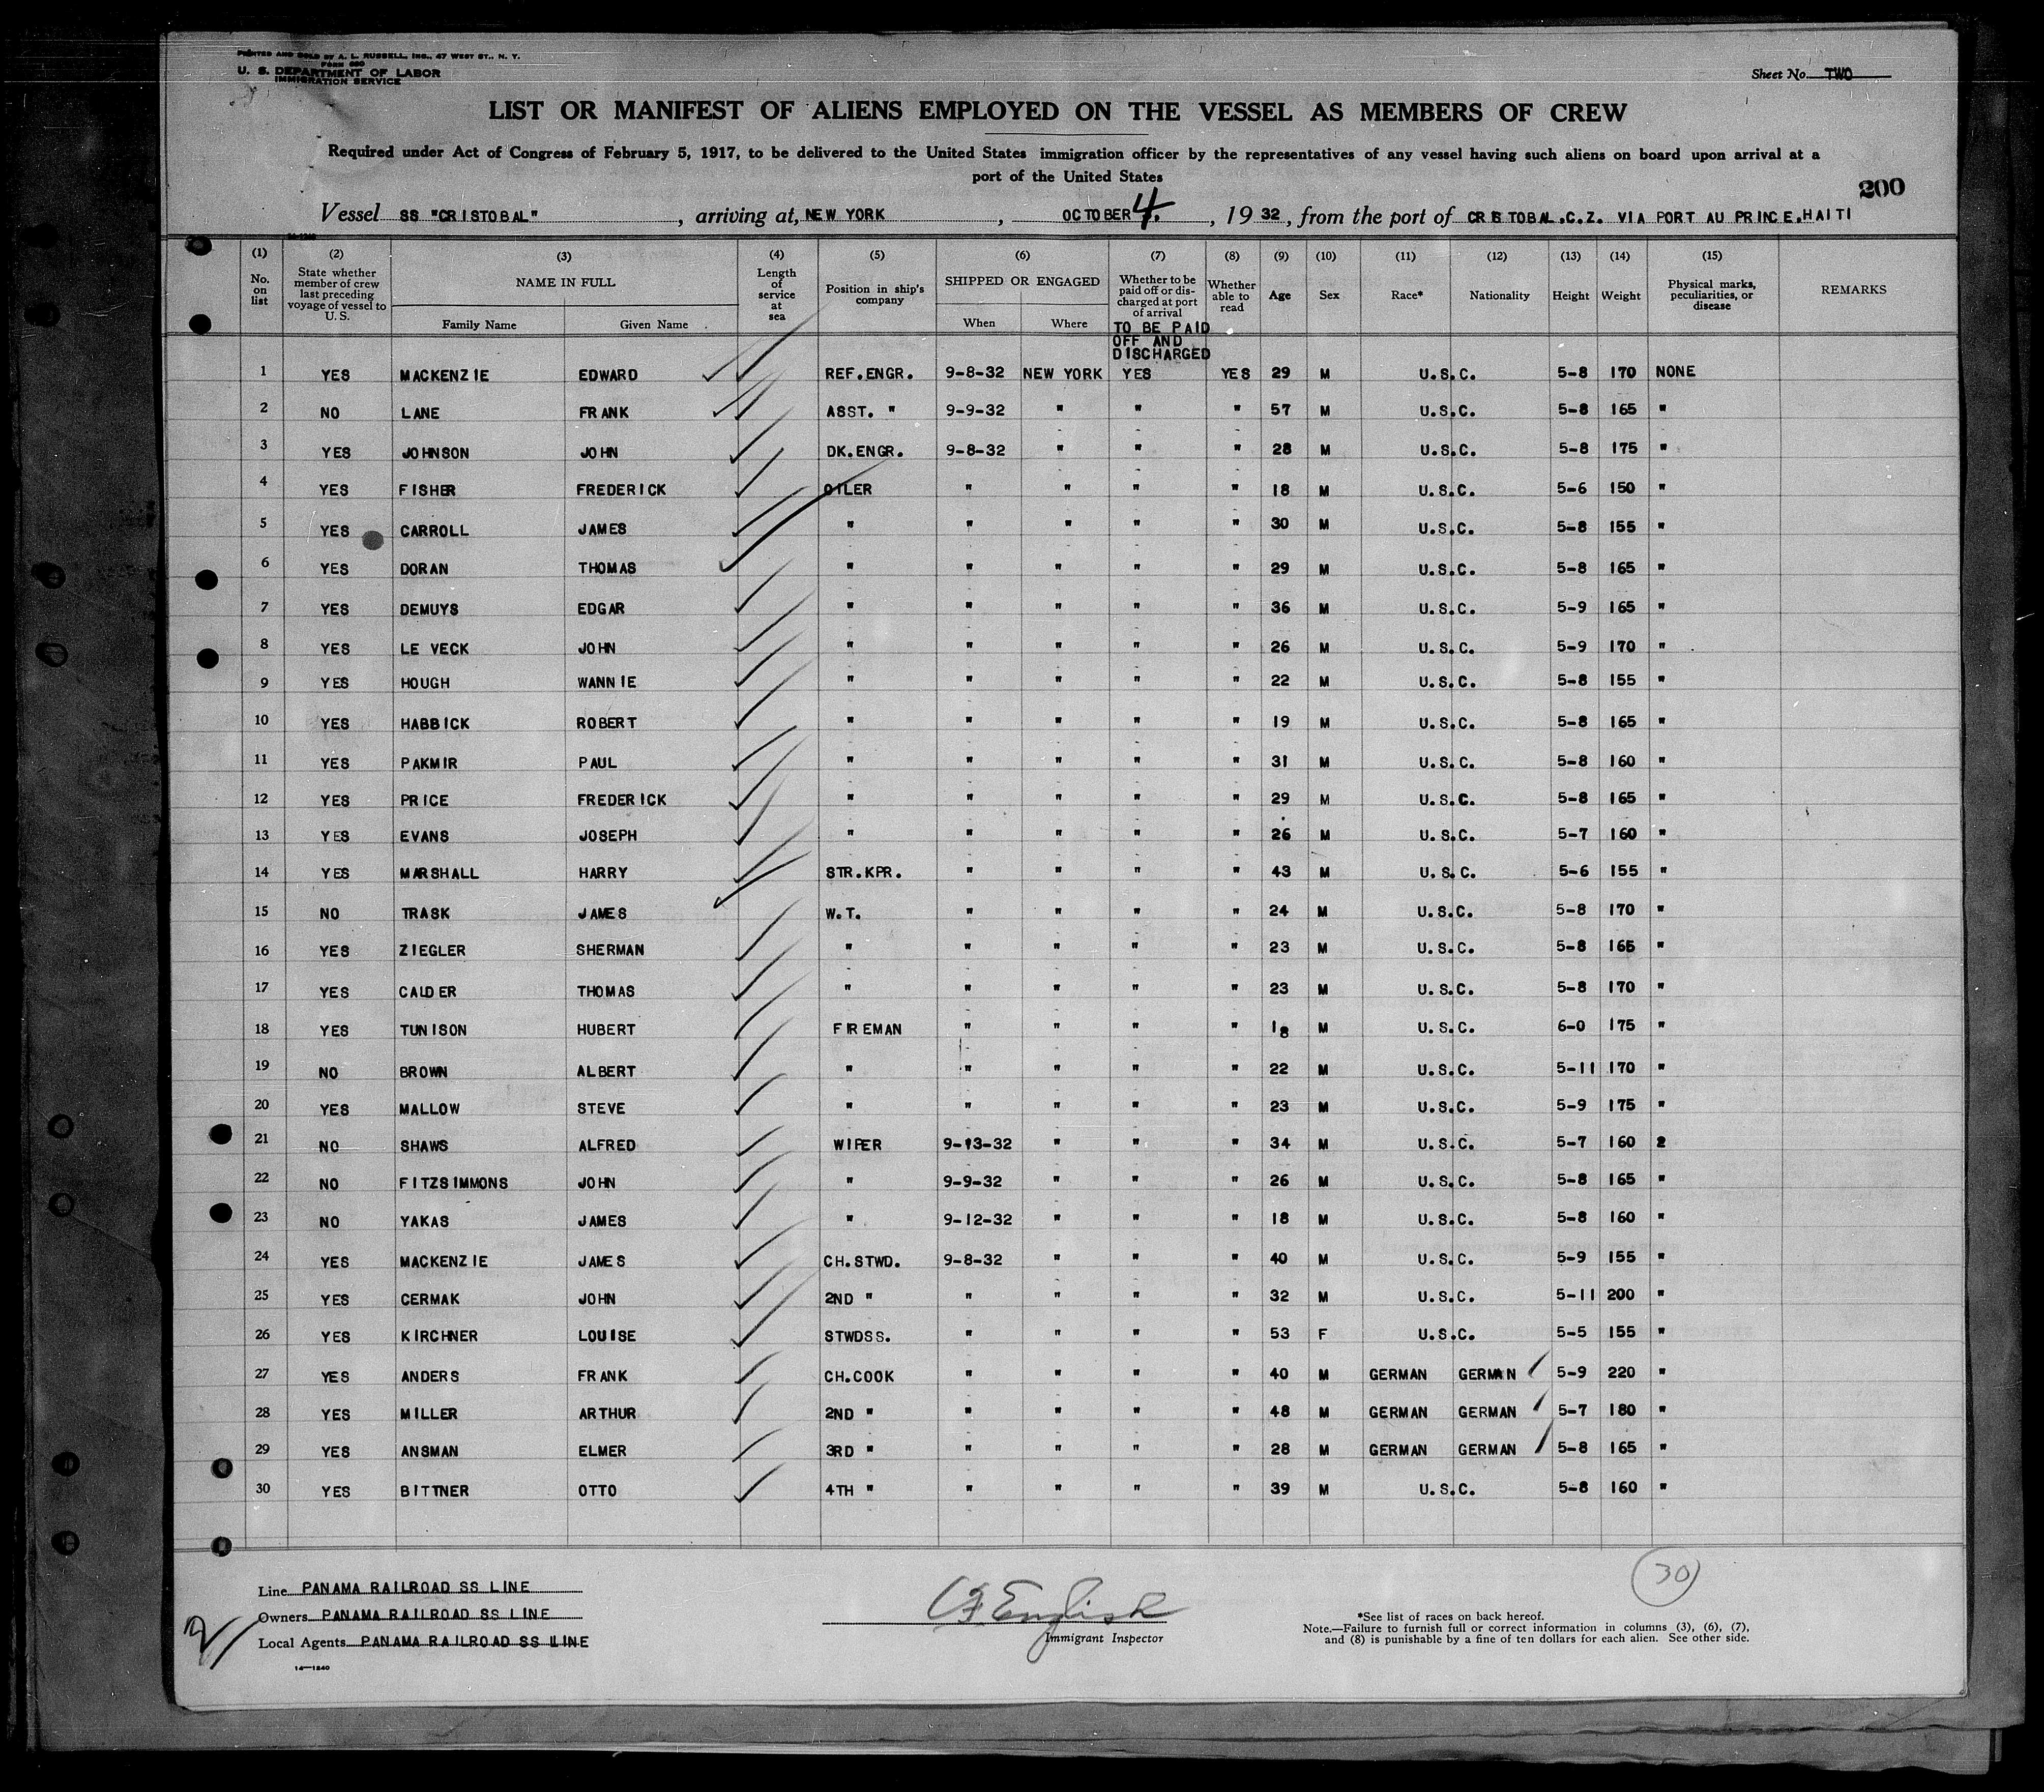 PRINTED AND SOLD BY A. L. RUSSELL, INC., 47 WEST ST., N. Y.
FORM 680
U. S. DEPARTMENT OF LABOR
IMMIGRATION SERVICE
Sheet No. TWO
LIST OR MANIFEST OF ALIENS EMPLOYED ON THE VESSEL AS MEMBERS OF CREW
Required under Act of Congress of February 5, 1917, to be delivered to the United States immigration officer by the representatives of any vessel having such aliens on board upon arrival at a
port of the United States
200
Vessel SS "CRISTOBAL", arriving at, NEW YORK, OCTOBER 4., 19 32, from the port of CRISTOBAL.C.Z. VIA PORT AU PRINCE.HAITI
(1) (2) (3) (4) (5) (6) (7) (8) (9) (10) (11) (12) (13) (14) (15)
No. on list State whether member of crew last preceding voyage of vessel to U. S. NAME IN FULL Length of service at sea Position in ship's company SHIPPED OR ENGAGED Whether to be paid off or discharged at port of arrival Whether able to read Age Sex Race* Nationality Height Weight Physical marks, peculiarities, or disease REMARKS
Family Name Given Name When Where
TO BE PAID
OFF AND
DISCHARGED
1 YES MACKENZIE EDWARD REF.ENGR. 9-8-32 NEW YORK YES YES 29 M U.S.C. 5-8 170 NONE
2 NO LANE FRANK ASST. " 9-9-32 " " " 57 M U.S.C. 5-8 165 "
3 YES JOHNSON JOHN DK.ENGR. 9-8-32 " " " 28 M U.S.C. 5-8 175 "
4 YES FISHER FREDERICK OILER " " " " 18 M U.S.C. 5-6 150 "
5 YES CARROLL JAMES " " " " " 30 M U.S.C. 5-8 155 "
6 YES DORAN THOMAS " " " " " 29 M U.S.C. 5-8 165 "
7 YES DEMUYS EDGAR " " " " " 36 M U.S.C. 5-9 165 "
8 YES LE VECK JOHN " " " " " 26 M U.S.C. 5-9 170 "
9 YES HOUGH WANNIE " " " " " 22 M U.S.C. 5-8 155 "
10 YES HABBICK ROBERT " " " " " 19 M U.S.C. 5-8 165 "
11 YES PAKMIR PAUL " " " " " 31 M U.S.C. 5-8 160 "
12 YES PRICE FREDERICK " " " " " 29 M U.S.C. 5-8 165 "
13 YES EVANS JOSEPH " " " " " 26 M U.S.C. 5-7 160 "
14 YES MARSHALL HARRY STR.KPR. " " " " 43 M U.S.C. 5-6 155 "
15 NO TRASK JAMES W.T. " " " " 24 M U.S.C. 5-8 170 "
16 YES ZIEGLER SHERMAN " " " " " 23 M U.S.C. 5-8 165 "
17 YES CALDER THOMAS " " " " " 23 M U.S.C. 5-8 170 "
18 YES TUNISON HUBERT FIREMAN " " " " 18 M U.S.C. 6-0 175 "
19 NO BROWN ALBERT " " " " " 22 M U.S.C. 5-11 170 "
20 YES MALLOW STEVE " " " " " 23 M U.S.C. 5-9 175 "
21 NO SHAWS ALFRED WIPER 9-13-32 " " " 34 M U.S.C. 5-7 160 2
22 NO FITZSIMMONS JOHN " 9-9-32 " " " 26 M U.S.C. 5-8 165 "
23 NO YAKAS JAMES " 9-12-32 " " " 18 M U.S.C. 5-8 160 "
24 YES MACKENZIE JAMES CH.STWD. 9-8-32 " " " 40 M U.S.C. 5-9 155 "
25 YES CERMAK JOHN 2ND " " " " " 32 M U.S.C. 5-11 200 "
26 YES KIRCHNER LOUISE STWDSS. " " " " 53 F U.S.C. 5-5 155 "
27 YES ANDERS FRANK CH.COOK " " " " 40 M GERMAN GERMAN 5-9 220 "
28 YES MILLER ARTHUR 2ND " " " " " 48 M GERMAN GERMAN 5-7 180 "
29 YES ANSMAN ELMER 3RD " " " " " 28 M GERMAN GERMAN 5-8 165 "
30 YES BITTNER OTTO 4TH " " " " " 39 M U.S.C. 5-8 160 "
30
Line PANAMA RAILROAD SS LINE
Owners PANAMA RAILROAD SS LINE
Local Agents PANAMA RAILROAD SS LINE
English
Immigrant Inspector
*See list of races on back hereof.
Note.—Failure to furnish full or correct information in columns (3), (6), (7),
and (8) is punishable by a fine of ten dollars for each alien. See other side.
14—1240